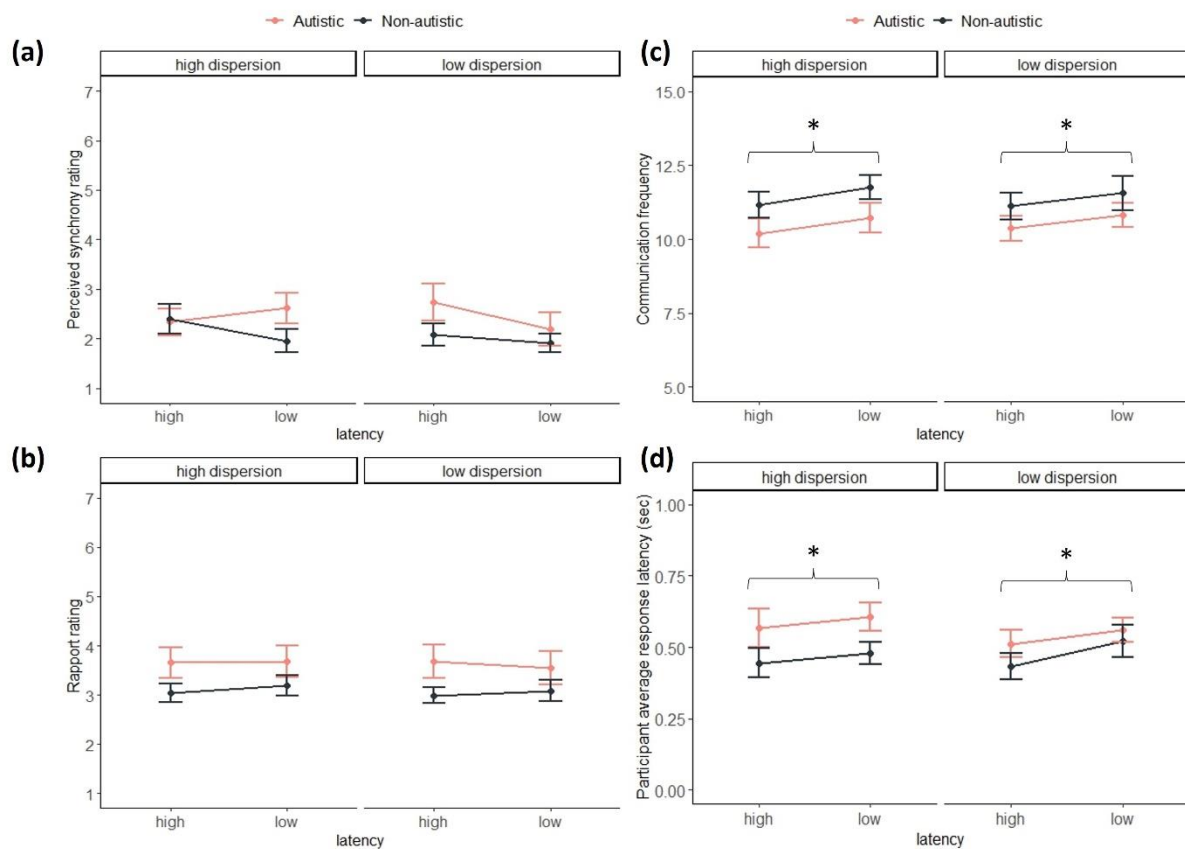 Autistic Non-autistic
(a)
high dispersion low dispersion
Perceived synchrony rating
7
6
5
4
3
2
1
high low high low
latency
(b)
high dispersion low dispersion
Rapport rating
7
6
5
4
3
2
1
high low high low
latency
Autistic Non-autistic
(c)
high dispersion low dispersion
Communication frequency
15.0
12.5
10.0
7.5
5.0
* *
high low high low
latency
(d)
high dispersion low dispersion
Participant average response latency (sec)
1.00
0.75
0.50
0.25
0.00
* *
high low high low
latency